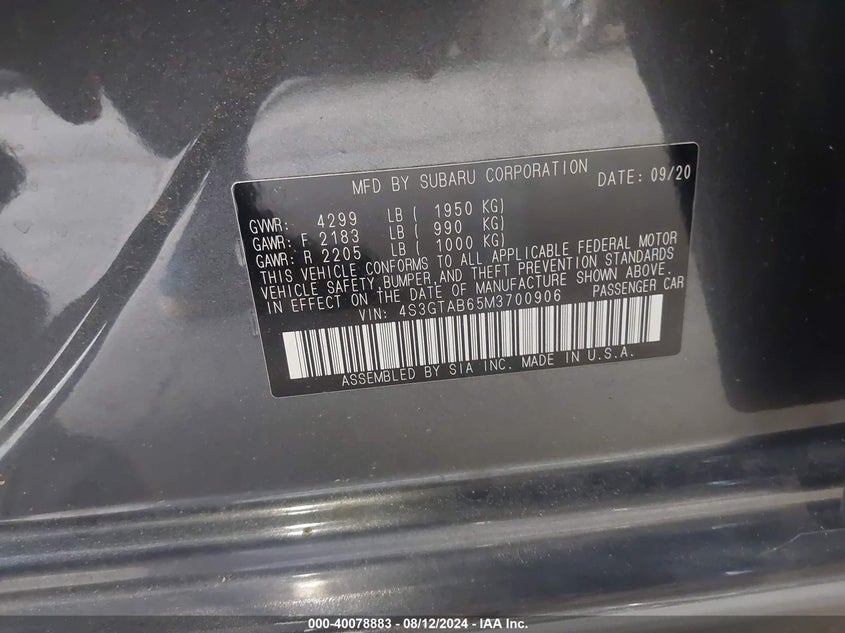 MFD BY SUBARU CORPORATION DATE: 09/20
GVWR: 4299 LB ( 1950 KG)
GAWR: F 2183 LB ( 990 KG)
GAWR: R 2205 LB ( 1000 KG)
THIS VEHICLE CONFORMS TO ALL APPLICABLE FEDERAL MOTOR
VEHICLE SAFETY, BUMPER, AND THEFT PREVENTION STANDARDS
IN EFFECT ON THE DATE OF MANUFACTURE SHOWN ABOVE.
VIN: 4S3GTAB65M3700906 PASSENGER CAR
ASSEMBLED BY SIA INC. MADE IN U.S.A.
000-40078883 / 08/12/2024 - IAA Inc.